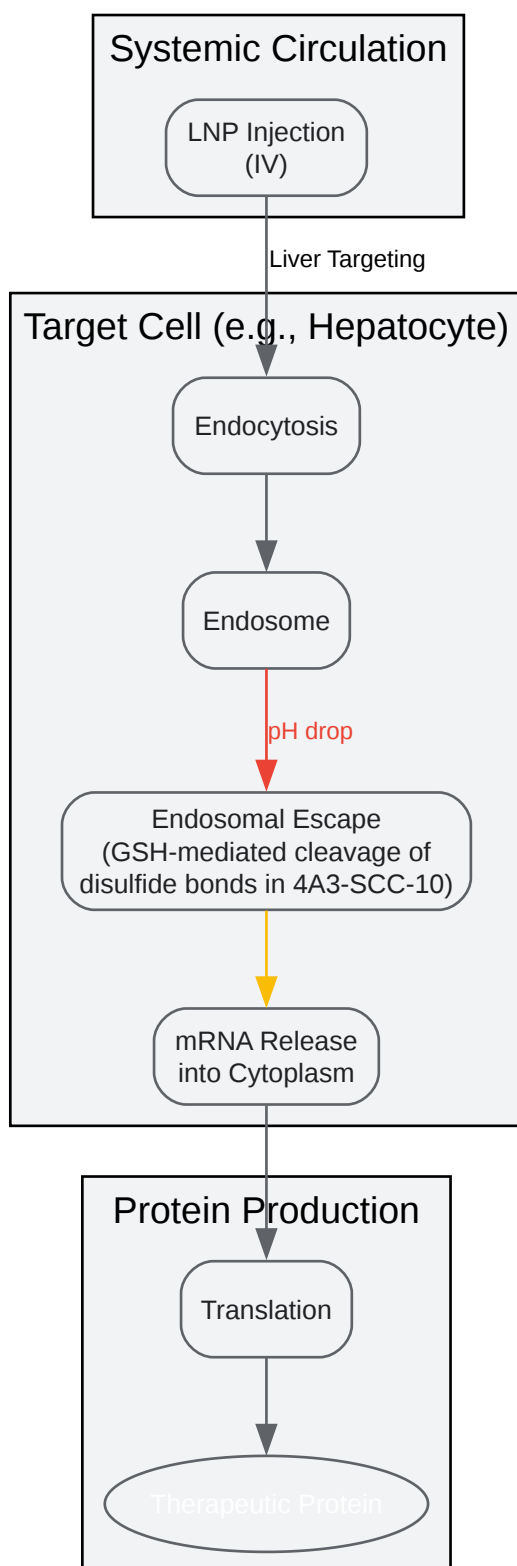 Systemic Circulation
LNP Injection
(IV)
Liver Targeting
Target Cell (e.g., Hepatocyte)
Endocytosis
Endosome
pH drop
Endosomal Escape
(GSH-mediated cleavage of
disulfide bonds in 4A3-SCC-10)
mRNA Release
into Cytoplasm
Protein Production
Translation
Therapeutic Protein